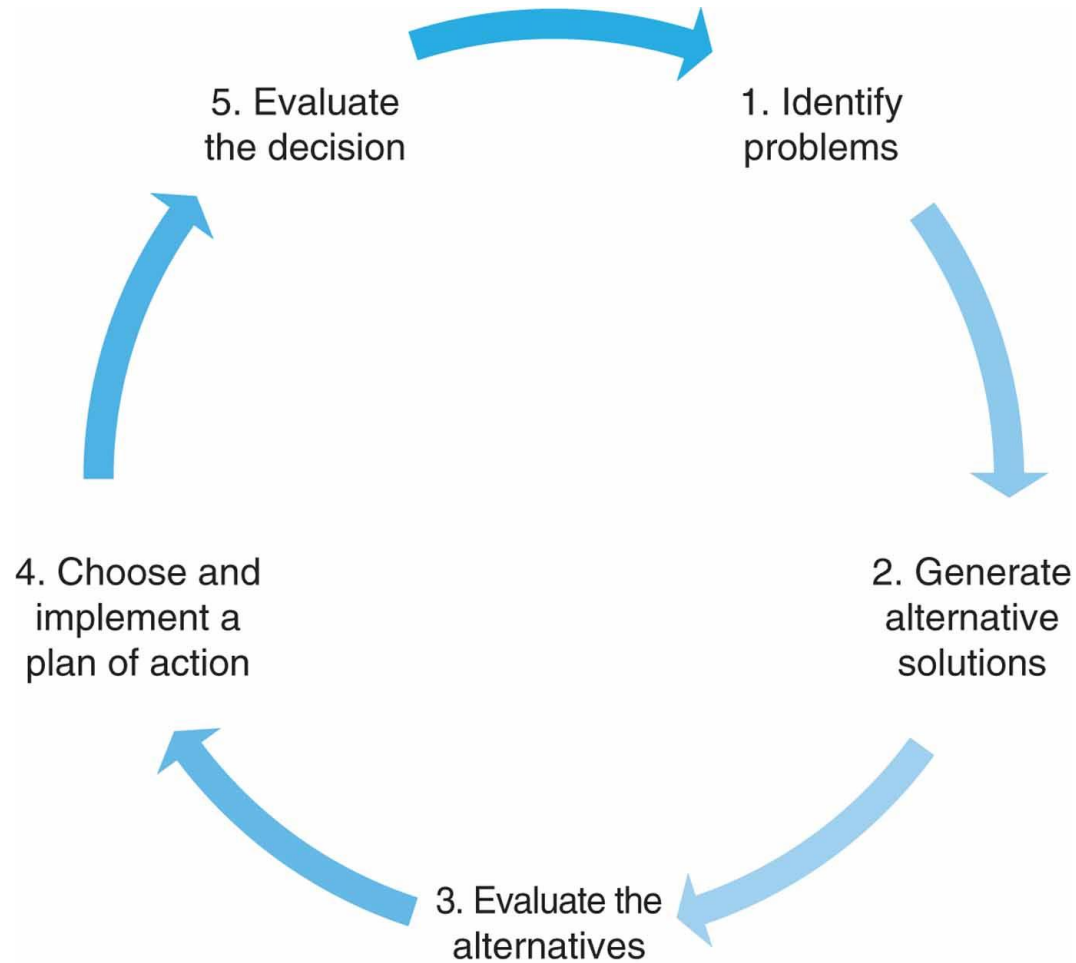 1. Identify
problems
2. Generate
alternative
solutions
3. Evaluate the
alternatives
4. Choose and
implement a
plan of action
5. Evaluate
the decision